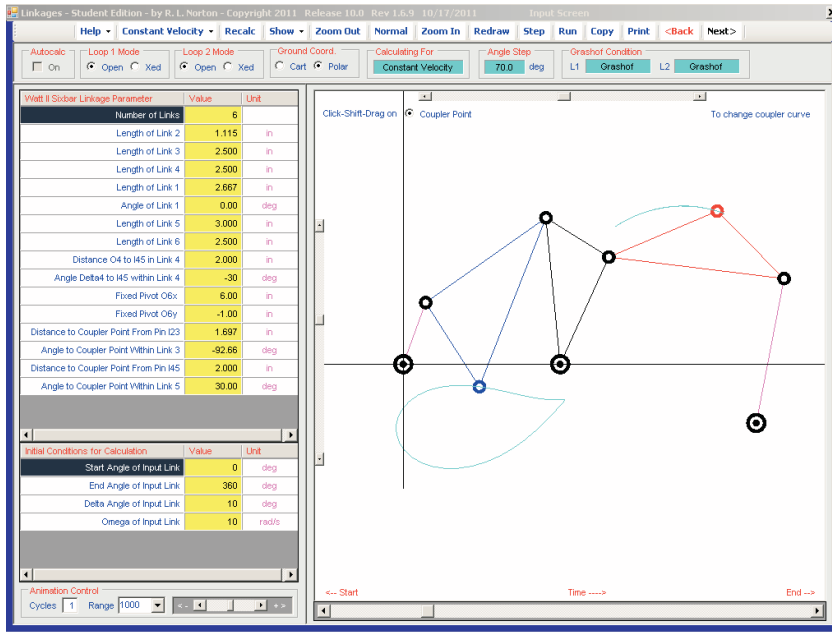 Linkages - Student Edition - by R. L. Norton - Copyright 2011 Release 10.0 Rev 1.6.9 10/17/2011 Input Screen
Help Constant Velocity Recalc Show Zoom Out Normal Zoom In Redraw Step Run Copy Print <Back Next>
Autocalc Loop 1 Mode Loop 2 Mode Ground Coord. Calculating For Angle Step Grashof Condition
On Open Xed Open Xed Cart Polar Constant Velocity 70.0 deg L1 Grashof L2 Grashof
Watt II Sixbar Linkage Parameter Value Unit
Number of Links 6
Length of Link 2 1.115 in
Length of Link 3 2.500 in
Length of Link 4 2.500 in
Length of Link 1 2.667 in
Angle of Link 1 0.00 deg
Length of Link 5 3.000 in
Length of Link 6 2.500 in
Distance O4 to I45 in Link 4 2.000 in
Angle Delta4 to I45 within Link 4 -30 deg
Fixed Pivot O6x 6.00 in
Fixed Pivot O6y -1.00 in
Distance to Coupler Point From Pin I23 1.697 in
Angle to Coupler Point Within Link 3 -92.66 deg
Distance to Coupler Point From Pin I45 2.000 in
Angle to Coupler Point Within Link 5 30.00 deg
Initial Conditions for Calculation Value Unit
Start Angle of Input Link 0 deg
End Angle of Input Link 360 deg
Delta Angle of Input Link 10 deg
Omega of Input Link 10 rad/s
Animation Control
Cycles 1 Range 1000 <- + >
Click-Shift-Drag on Coupler Point To change coupler curve
<-- Start Time ----> End -->